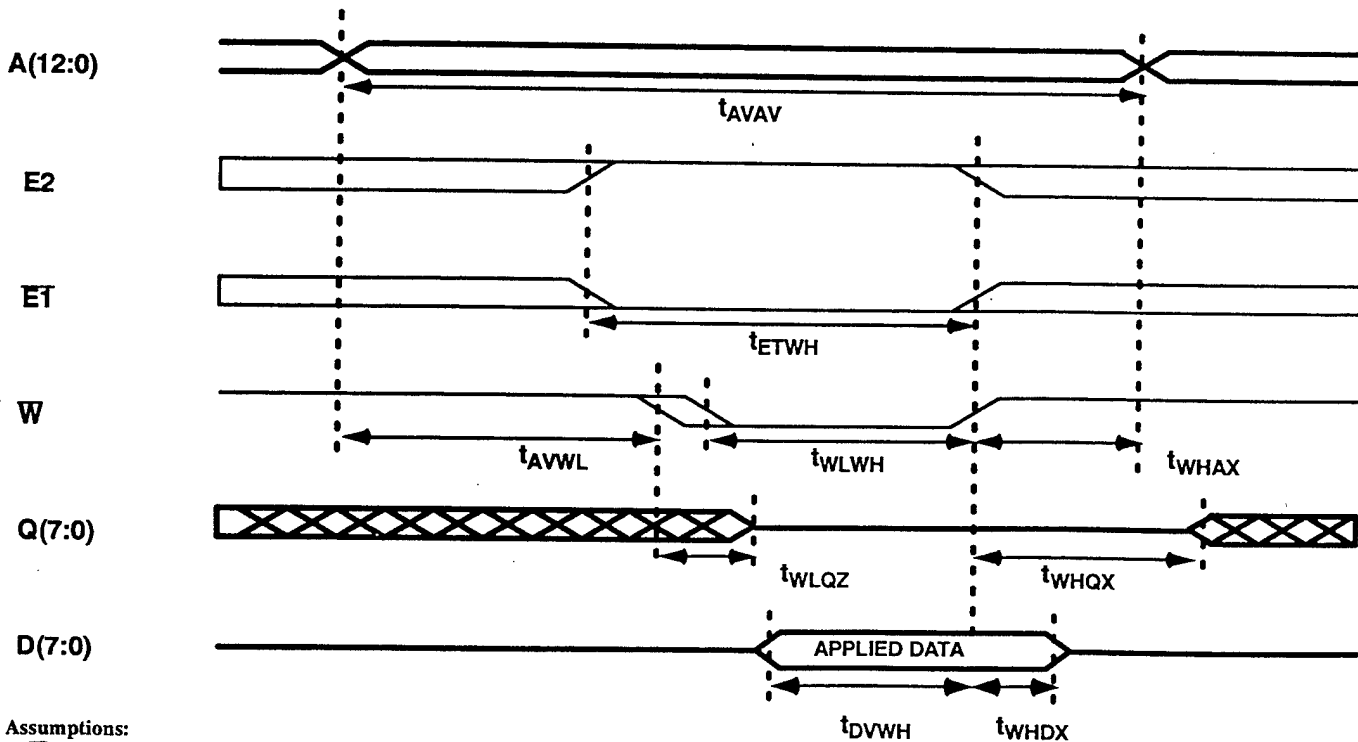 A(12:0)
tAVAV
E2
E1
tETWH
W
tAVWL
tWLWH
tWHAX
Q(7:0)
tWLQZ
tWHQX
D(7:0)
APPLIED DATA
tDVWH
tWHDX
Assumptions: